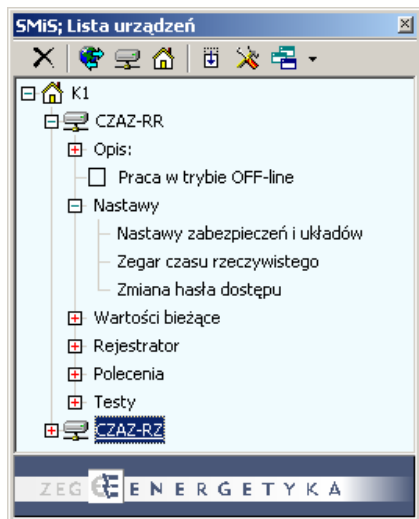 SMiS; Lista urządzeń
K1
CZAZ-RR
Opis:
Praca w trybie OFF-line
Nastawy
Nastawy zabezpieczeń i układów
Zegar czasu rzeczywistego
Zmiana hasła dostępu
Wartości bieżące
Rejestrator
Polecenia
Testy
CZAZ-RZ
ZEG ENERGETYKA